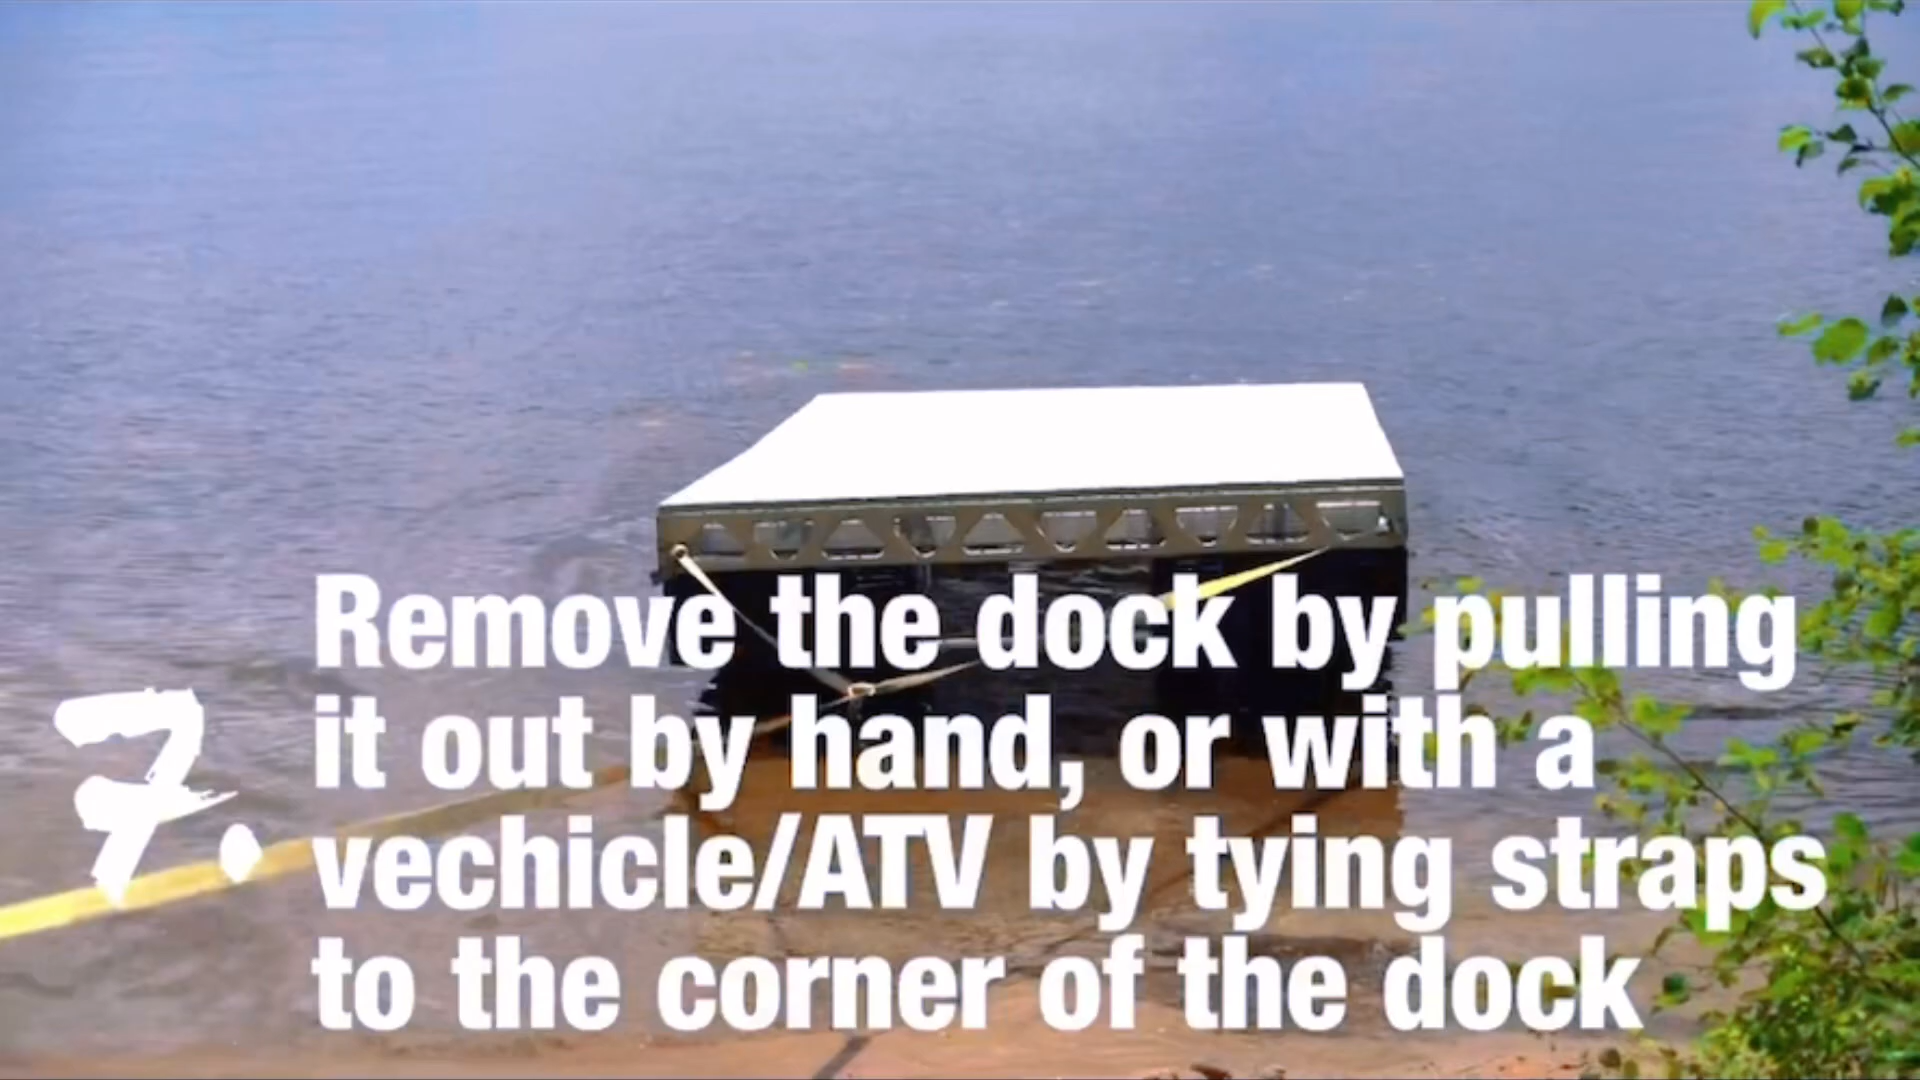 7.
Remove the dock by pulling
it out by hand, or with a
vechicle/ATV by tying straps
to the corner of the dock